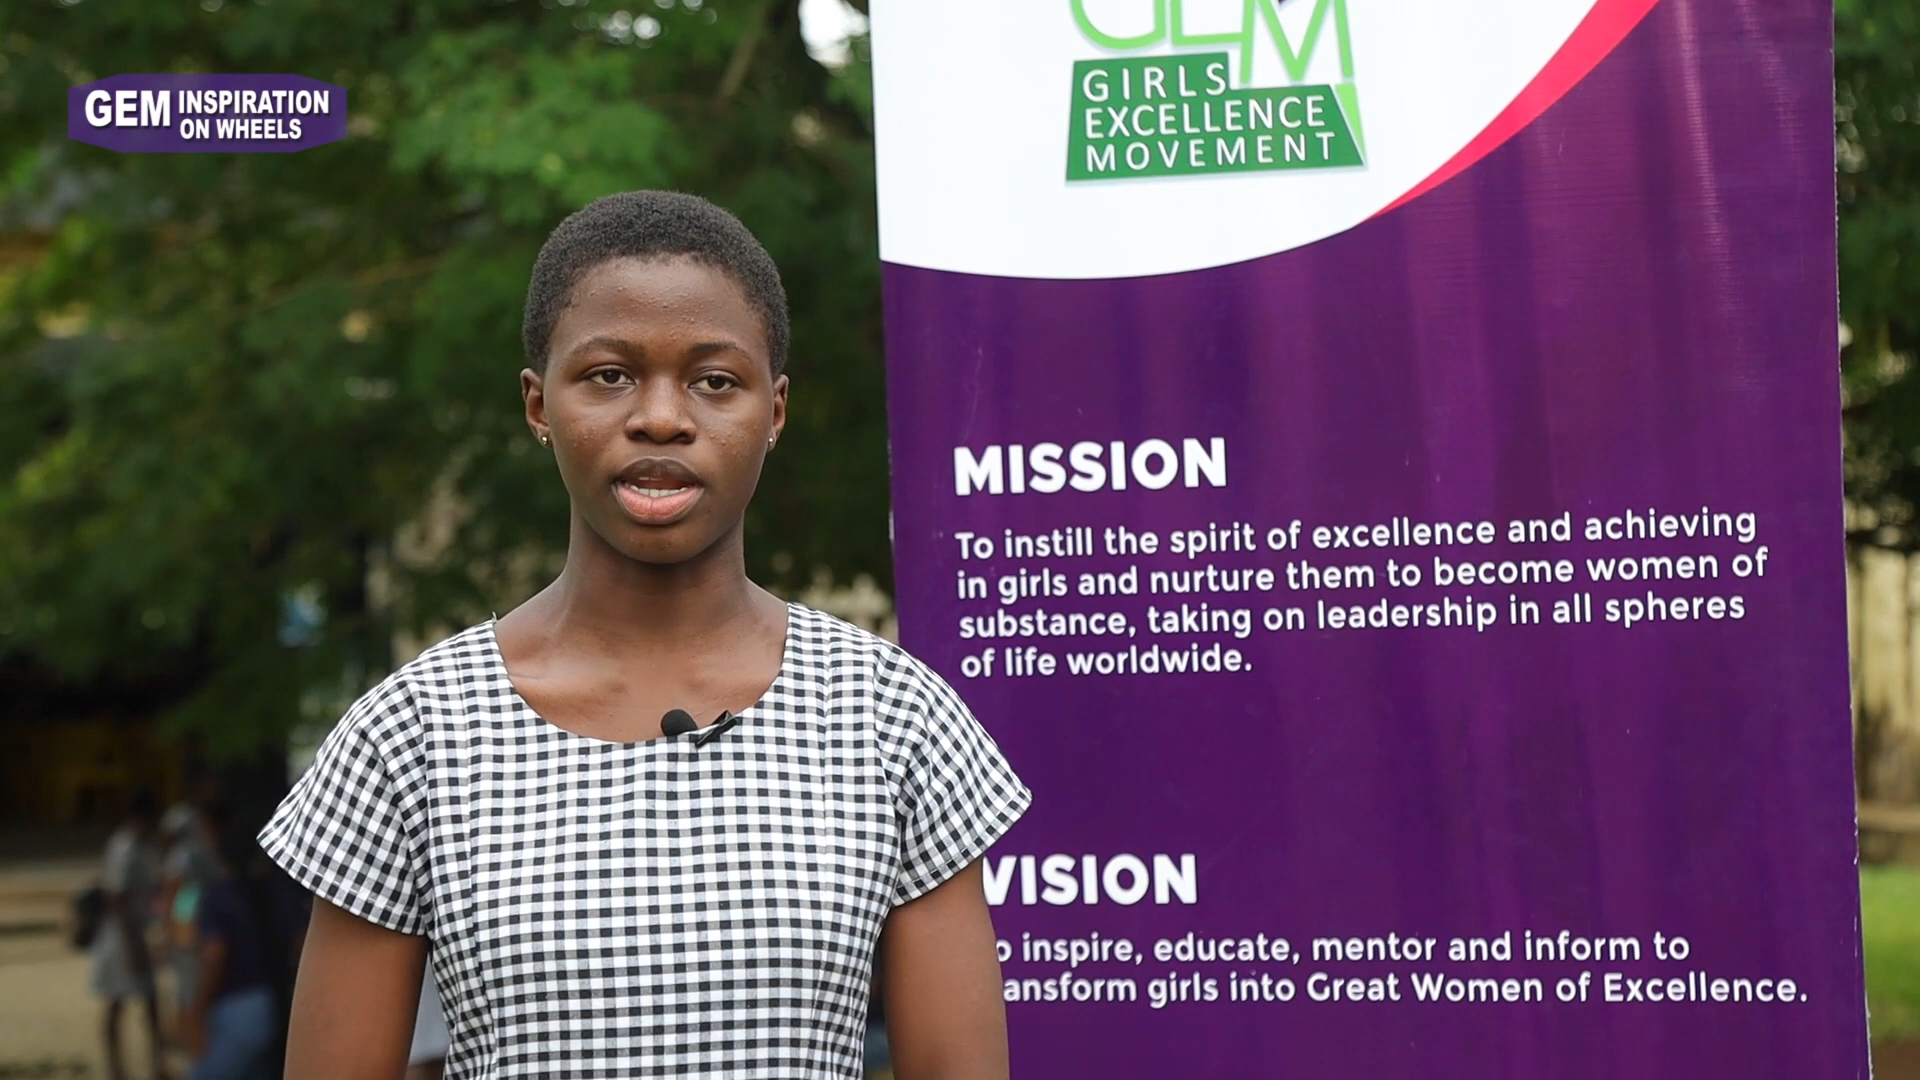 GEM INSPIRATION
ON WHEELS
GEM
GIRLS
EXCELLENCE
MOVEMENT
MISSION
To instill the spirit of excellence and achieving
in girls and nurture them to become women of
substance, taking on leadership in all spheres
of life worldwide.
VISION
o inspire, educate, mentor and inform to
ansform girls into Great Women of Excellence.